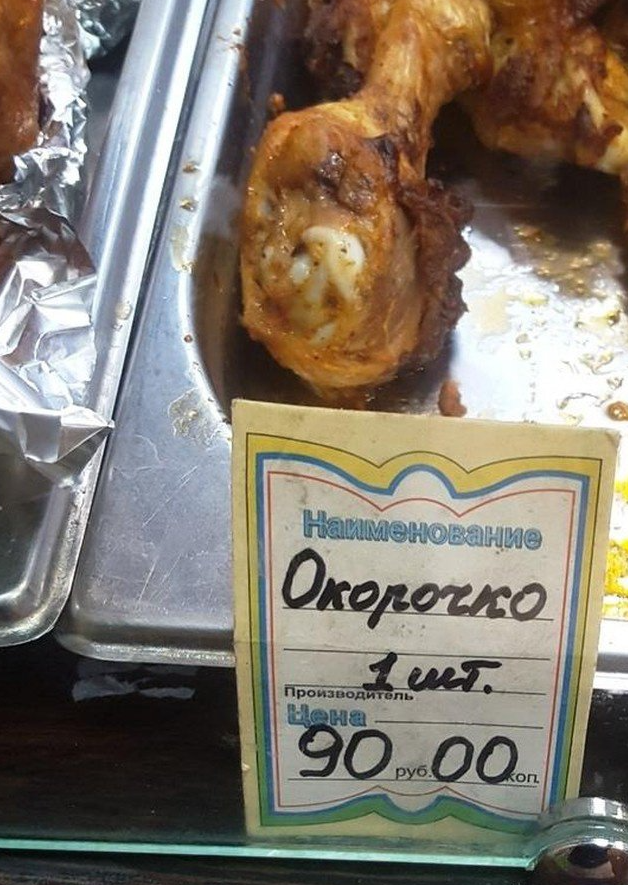 Наименование
Окорочко
1 шт.
Производитель
Цена
90 руб. 00 коп.